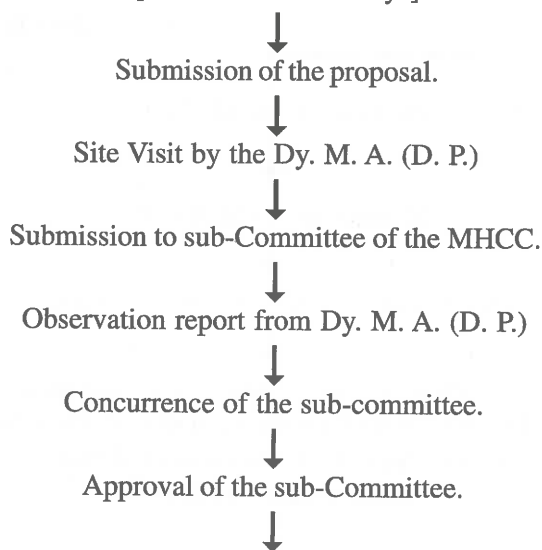 Submission of the proposal.
Site Visit by the Dy. M. A. (D. P.)
Submission to sub-Committee of the MHCC.
Observation report from Dy. M. A. (D. P.)
Concurrence of the sub-committee.
Approval of the sub-Committee.